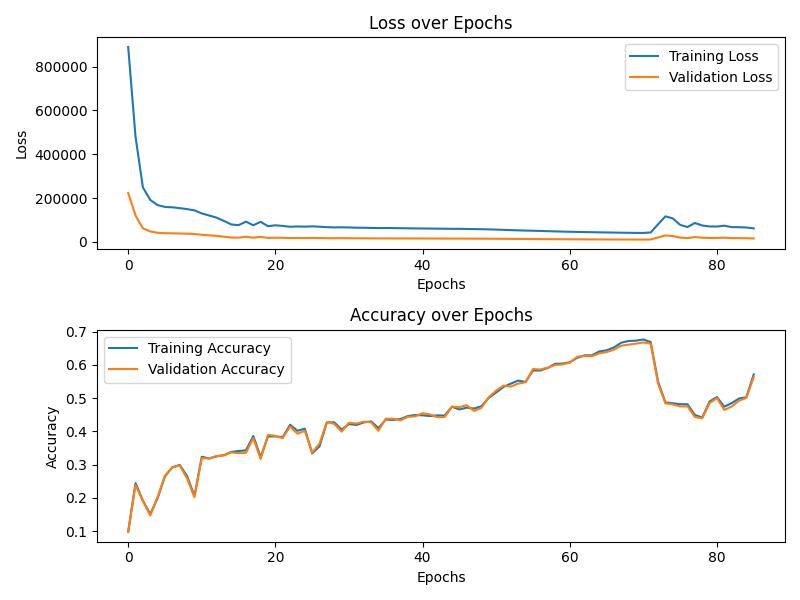 Loss over Epochs
Training Loss
Validation Loss
800000
600000
400000
200000
0
Loss
0 20 40 60 80
Epochs
Accuracy over Epochs
Training Accuracy
Validation Accuracy
0.7
0.6
0.5
0.4
0.3
0.2
0.1
Accuracy
0 20 40 60 80
Epochs